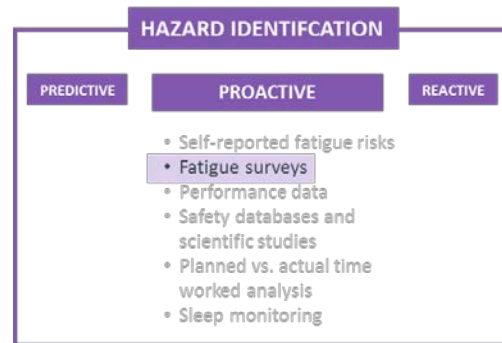 HAZARD IDENTIFCATION
PREDICTIVE
PROACTIVE
REACTIVE
• Self-reported fatigue risks
• Fatigue surveys
• Performance data
• Safety databases and
scientific studies
• Planned vs. actual time
worked analysis
• Sleep monitoring